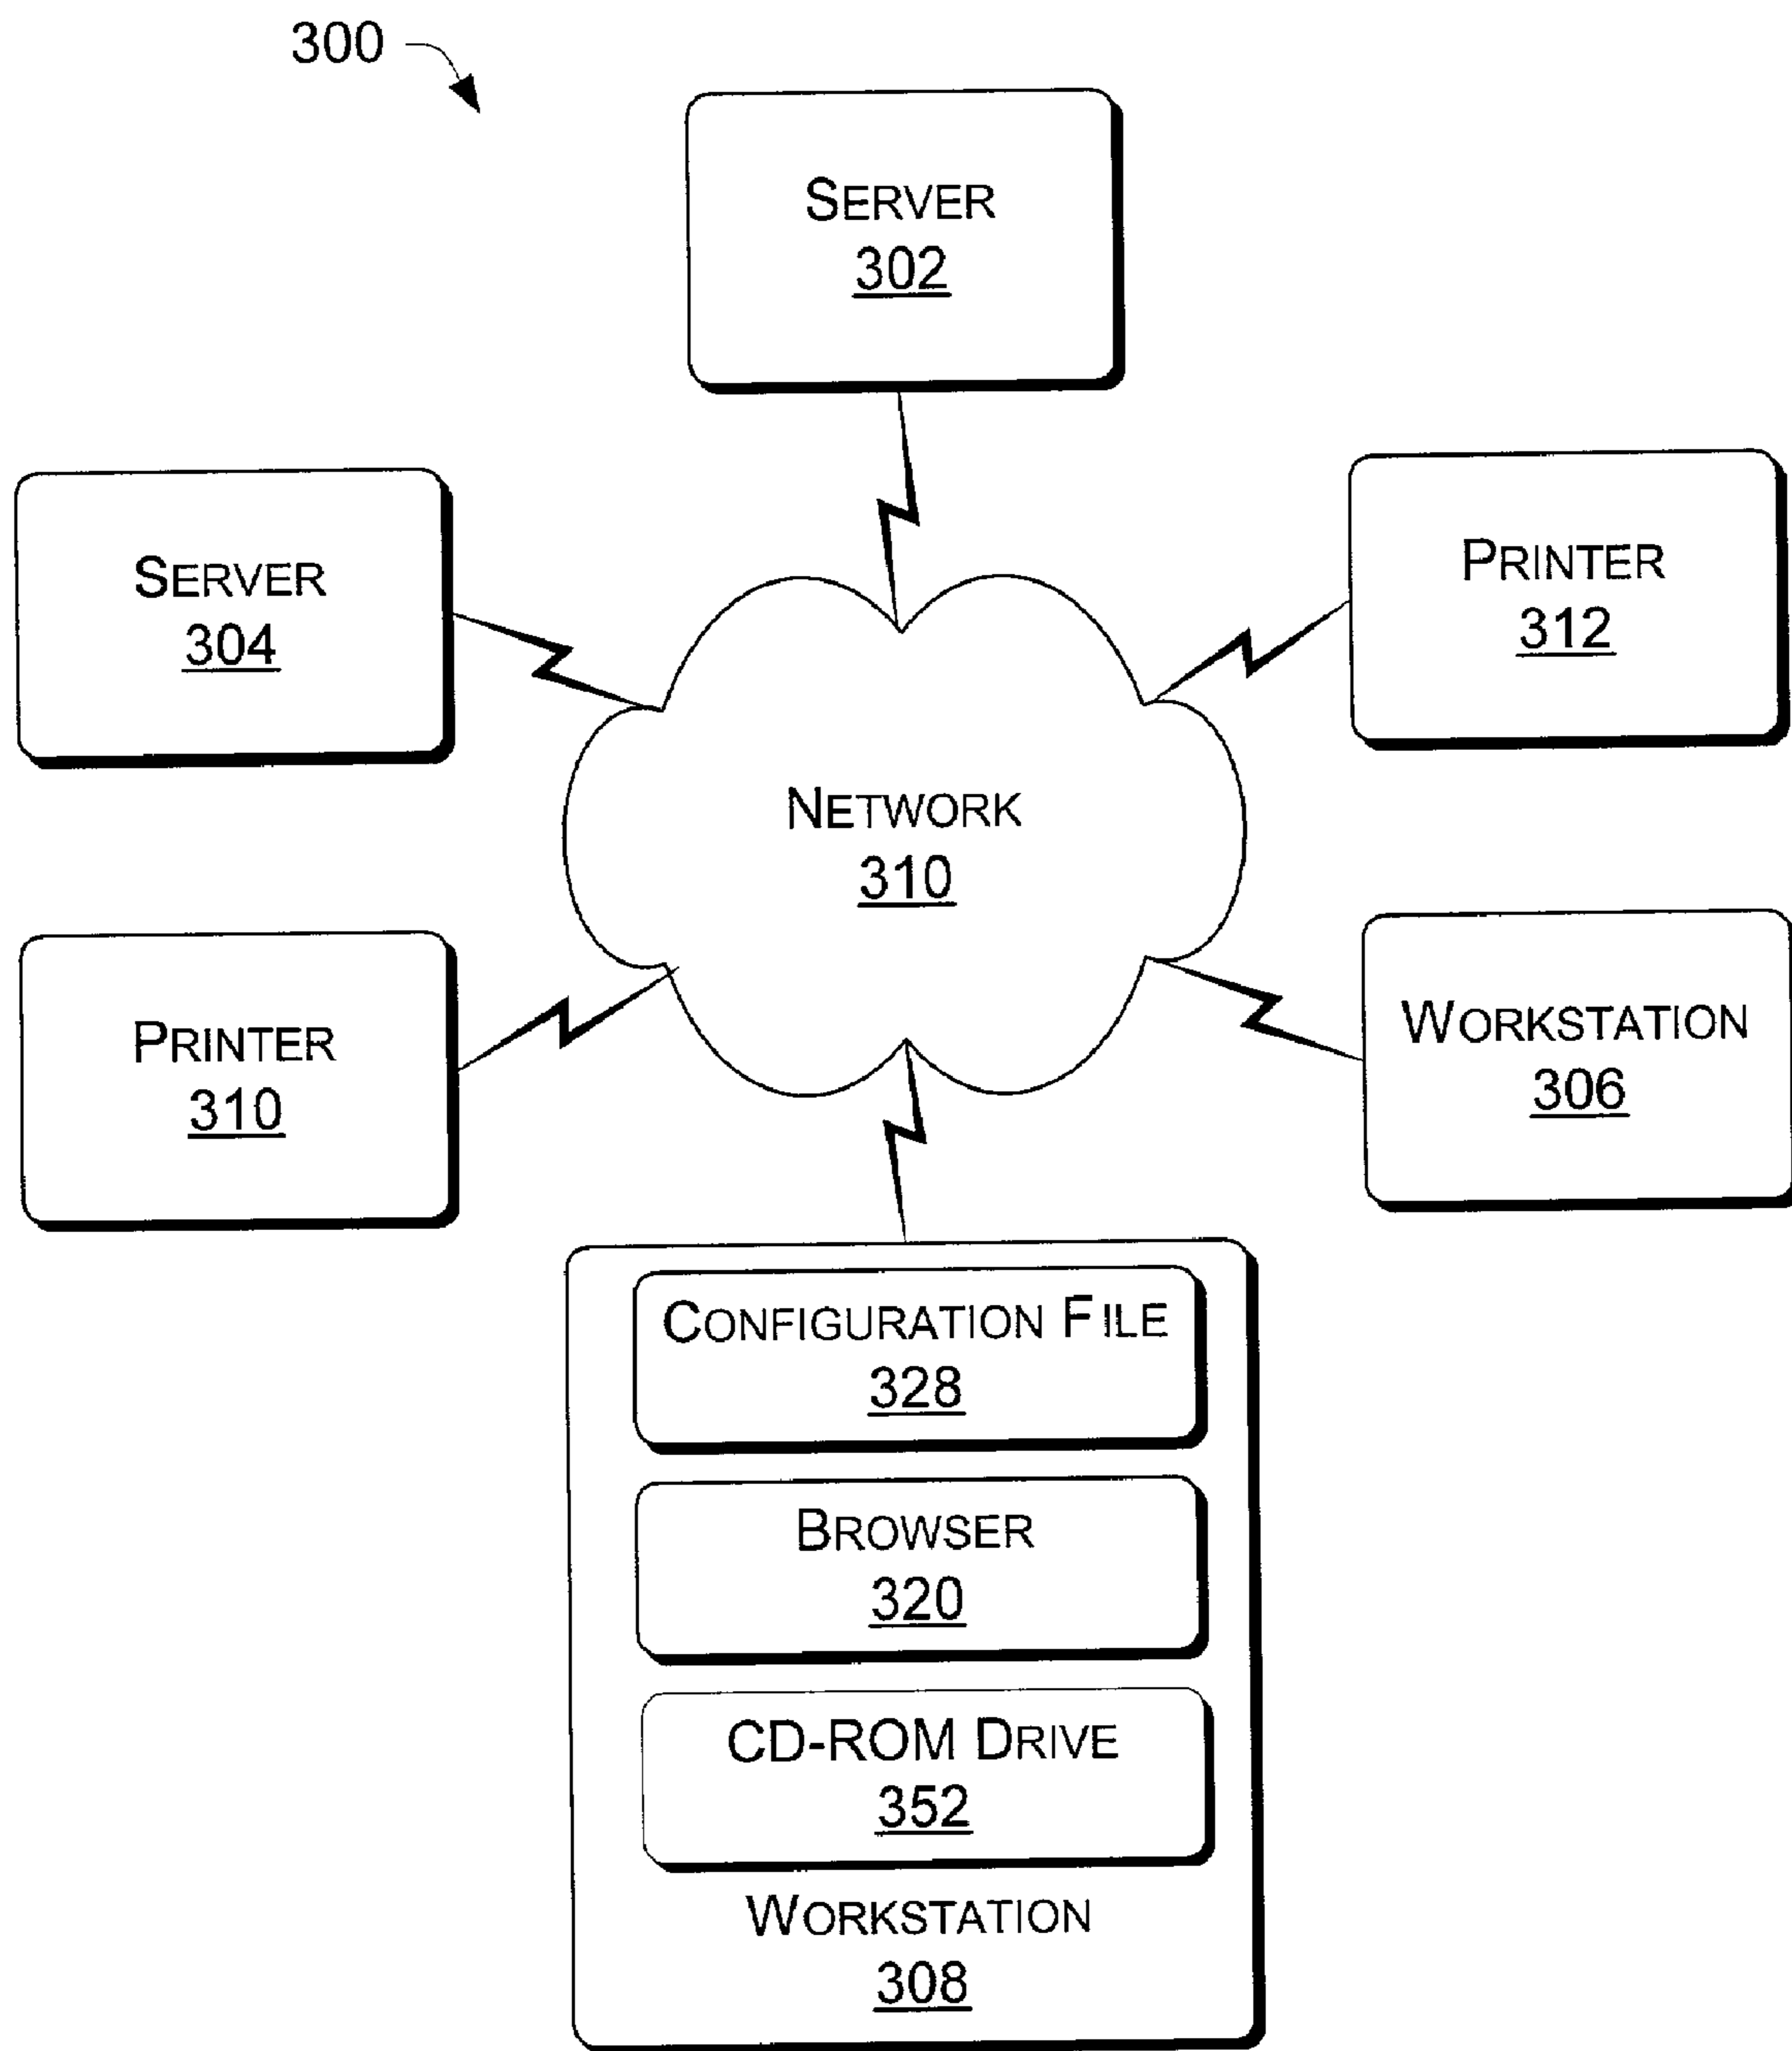 300
SERVER
302
SERVER
304
PRINTER
312
NETWORK
310
PRINTER
310
WORKSTATION
306
CONFIGURATION FILE
328
BROWSER
320
CD-ROM DRIVE
352
WORKSTATION
308